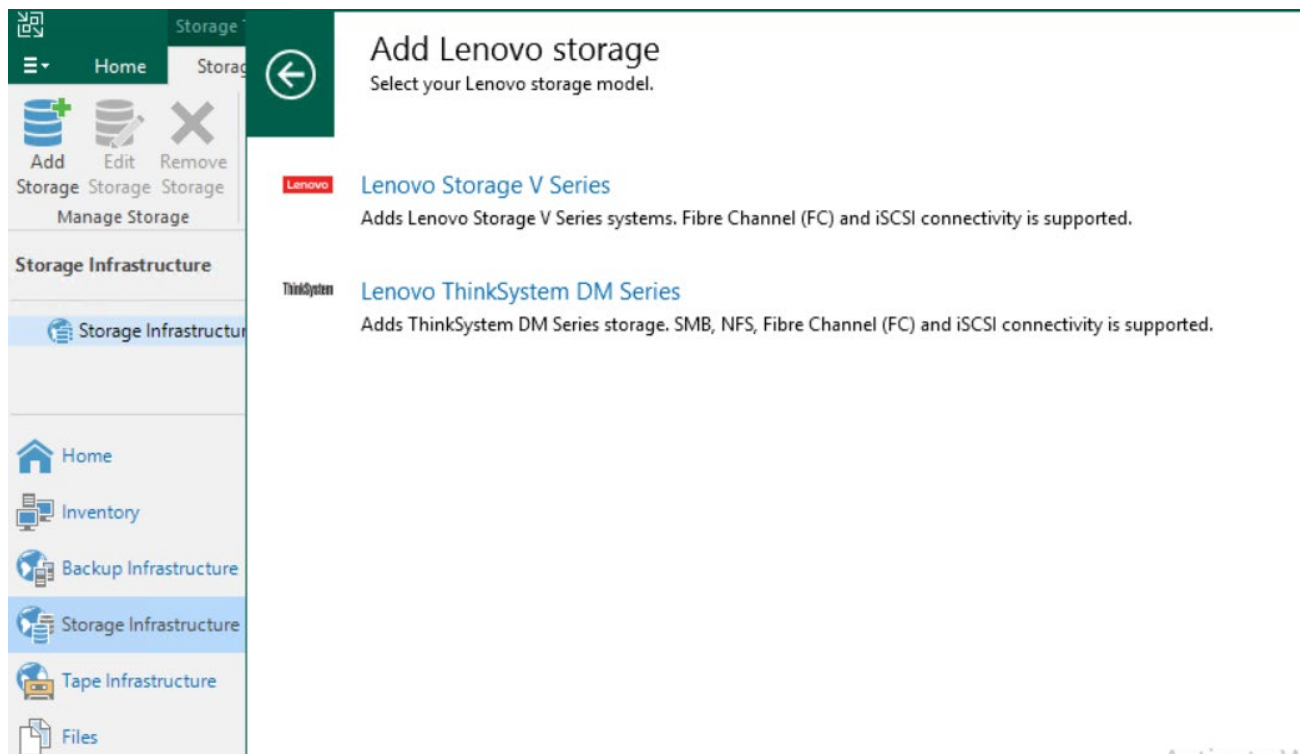 Storage
Home
Storag
Add Storage
Edit Storage
Remove Storage
Manage Storage
Storage Infrastructure
Storage Infrastructur
Home
Inventory
Backup Infrastructure
Storage Infrastructure
Tape Infrastructure
Files
Add Lenovo storage
Select your Lenovo storage model.
Lenovo
Lenovo Storage V Series
Adds Lenovo Storage V Series systems. Fibre Channel (FC) and iSCSI connectivity is supported.
ThinkSystem
Lenovo ThinkSystem DM Series
Adds ThinkSystem DM Series storage. SMB, NFS, Fibre Channel (FC) and iSCSI connectivity is supported.